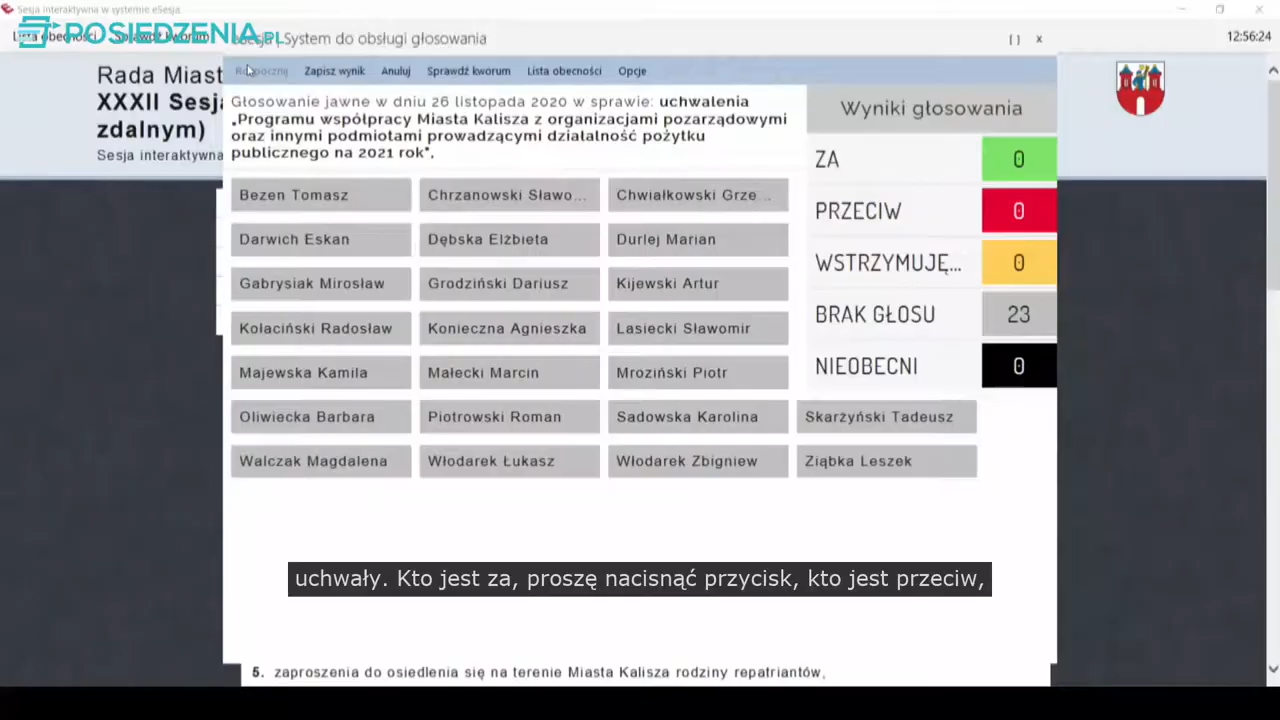 Sesja interaktywna w systemie eSesja
POSIEDZENIA.PL
System do obsługi głosowania
[ ] x
12:56:24
Rozpocznij Zapisz wynik Anuluj Sprawdź kworum Lista obecności Opcje
Rada Miast
XXXII Sesja
zdalnym)
Sesja interaktywna
Głosowanie jawne w dniu 26 listopada 2020 w sprawie: uchwalenia
„Programu współpracy Miasta Kalisza z organizacjami pozarządowymi
oraz innymi podmiotami prowadzącymi działalność pożytku
publicznego na 2021 rok",
Wyniki głosowania
ZA 0
PRZECIW 0
WSTRZYMUJĘ... 0
BRAK GŁOSU 23
NIEOBECNI 0
Bezen Tomasz Chrzanowski Sławo... Chwiałkowski Grze...
Darwich Eskan Dębska Elżbieta Durlej Marian
Gabrysiak Mirosław Grodziński Dariusz Kijewski Artur
Kołaciński Radosław Konieczna Agnieszka Lasiecki Sławomir
Majewska Kamila Małecki Marcin Mroziński Piotr
Oliwiecka Barbara Piotrowski Roman Sadowska Karolina Skarżyński Tadeusz
Walczak Magdalena Włodarek Łukasz Włodarek Zbigniew Ziąbka Leszek
uchwały. Kto jest za, proszę nacisnąć przycisk, kto jest przeciw,
5. zaproszenia do osiedlenia się na terenie Miasta Kalisza rodziny repatriantów,